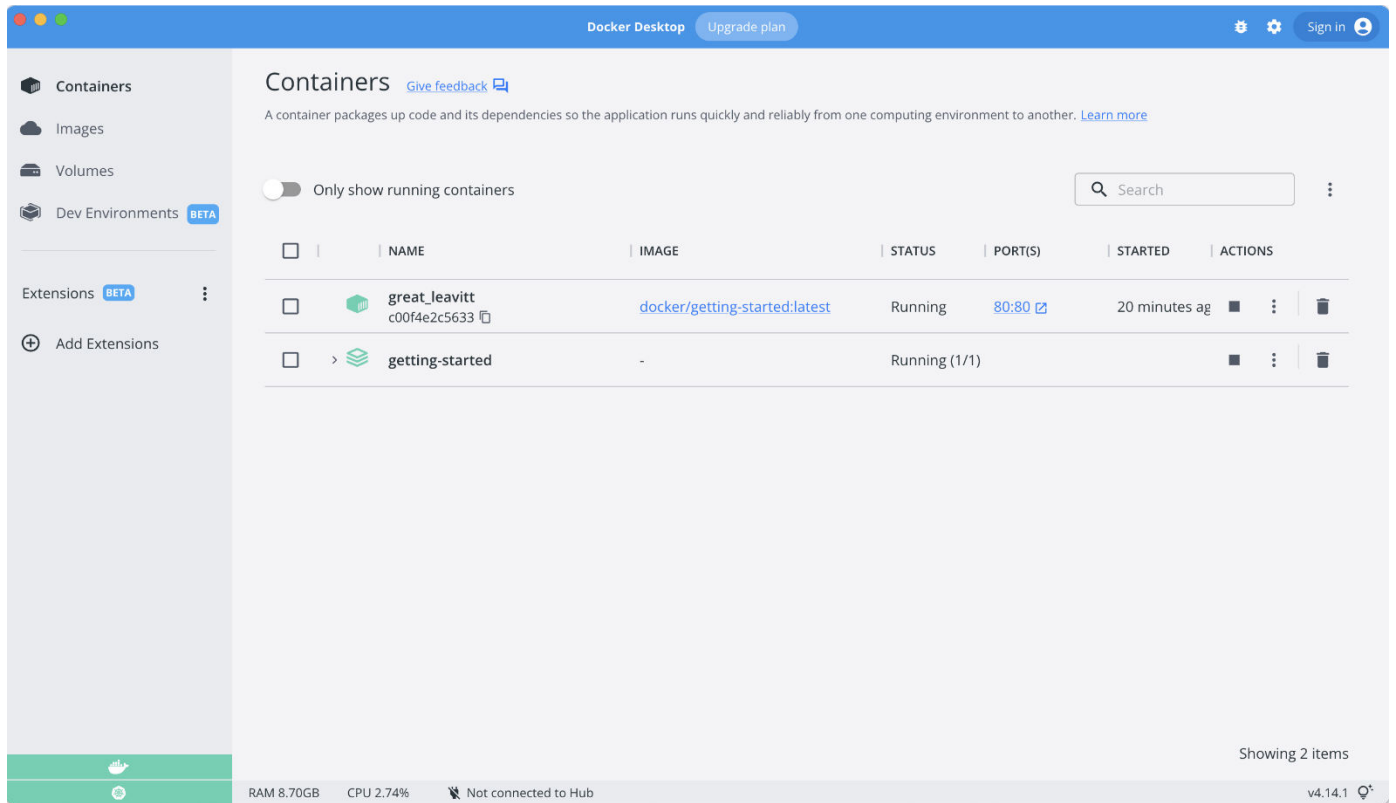 Docker Desktop Upgrade plan Sign in
Containers
Images
Volumes
Dev Environments BETA
Extensions BETA
Add Extensions
Containers Give feedback
A container packages up code and its dependencies so the application runs quickly and reliably from one computing environment to another. Learn more
Only show running containers Search
NAME IMAGE STATUS PORT(S) STARTED ACTIONS
great_leavitt docker/getting-started:latest Running 80:80 20 minutes ag
c00f4e2c5633
getting-started - Running (1/1)
Showing 2 items
RAM 8.70GB CPU 2.74% Not connected to Hub v4.14.1